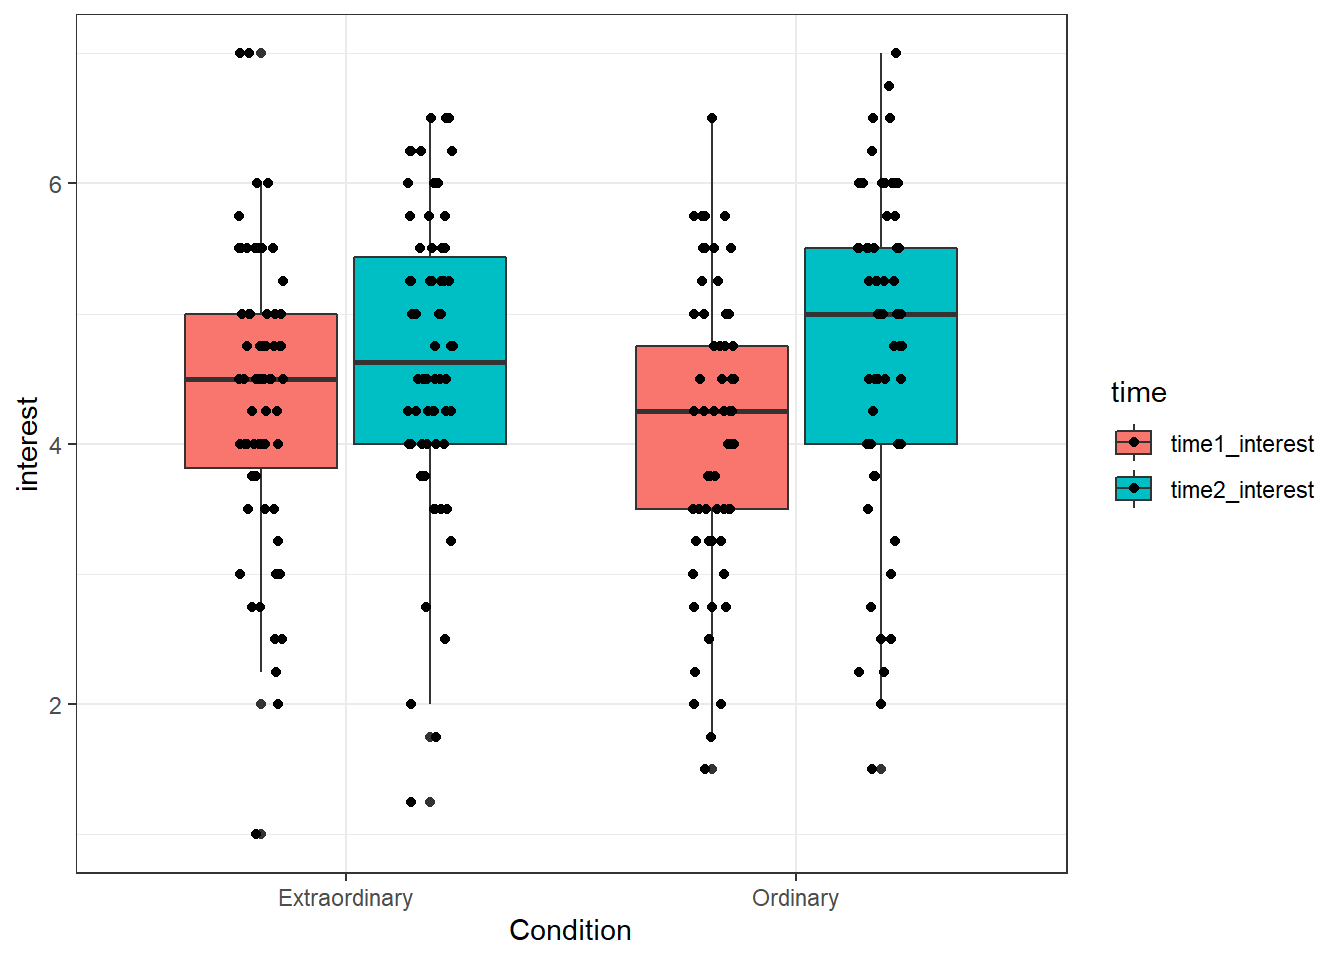 interest
6
4
2
Extraordinary
Ordinary
Condition
time
time1_interest
time2_interest